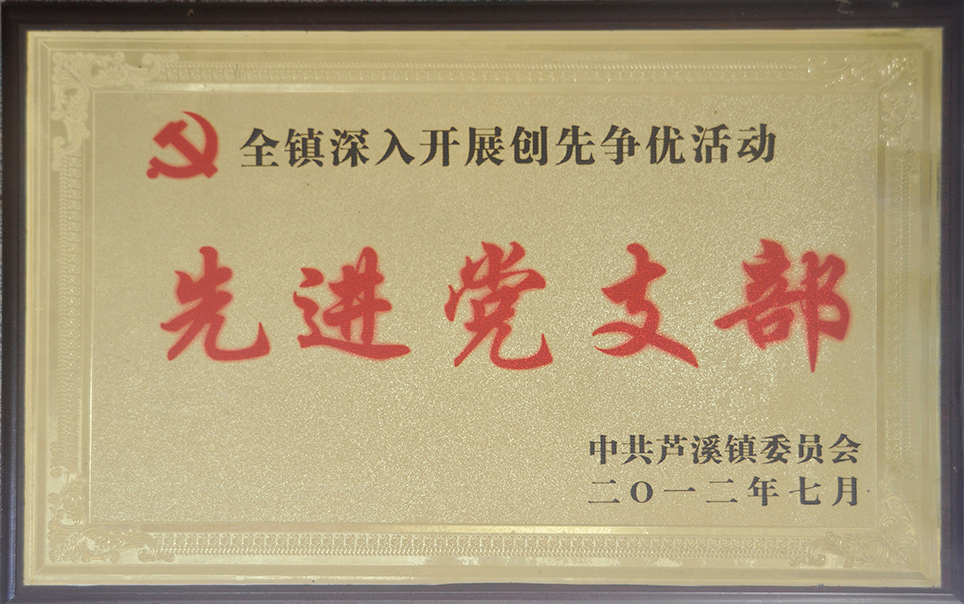 全镇深入开展创先争优活动
先进党支部
中共芦溪镇委员会
二O一二年七月